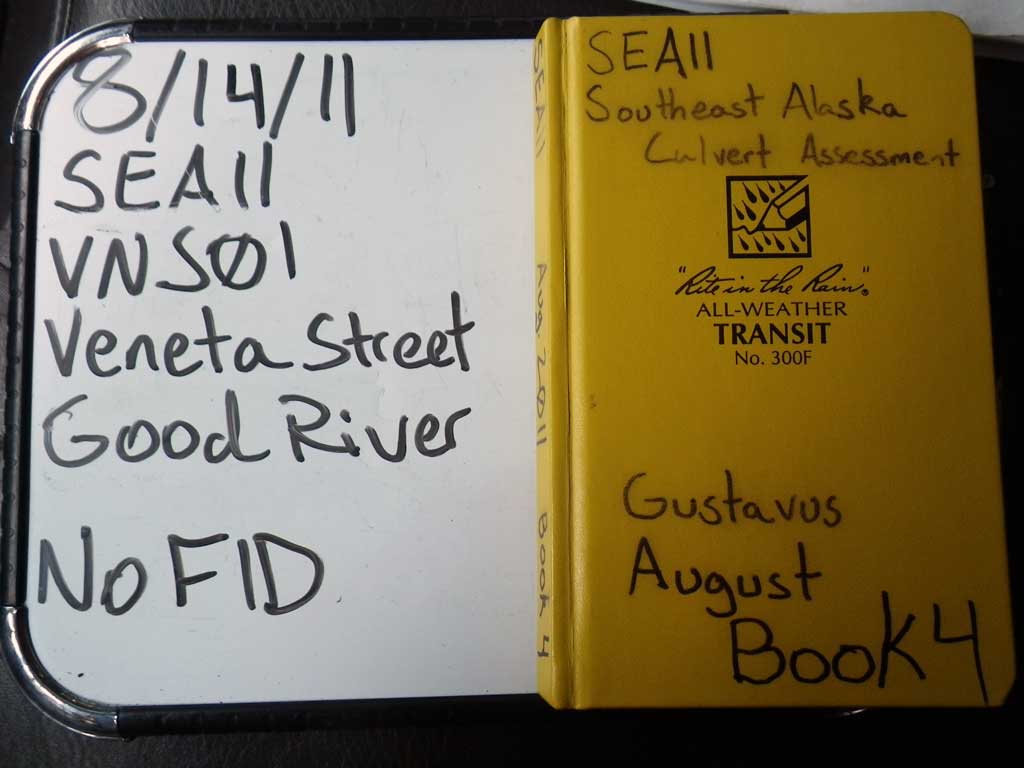 8/14/11
SEA11
VNS01
Veneta Street
Good River
No FID
SEA11
Aug. 2011
Book 4
SEA11
Southeast Alaska
Culvert Assessment
"Rite in the Rain"®
ALL-WEATHER
TRANSIT
No. 300F
Gustavus
August
Book 4